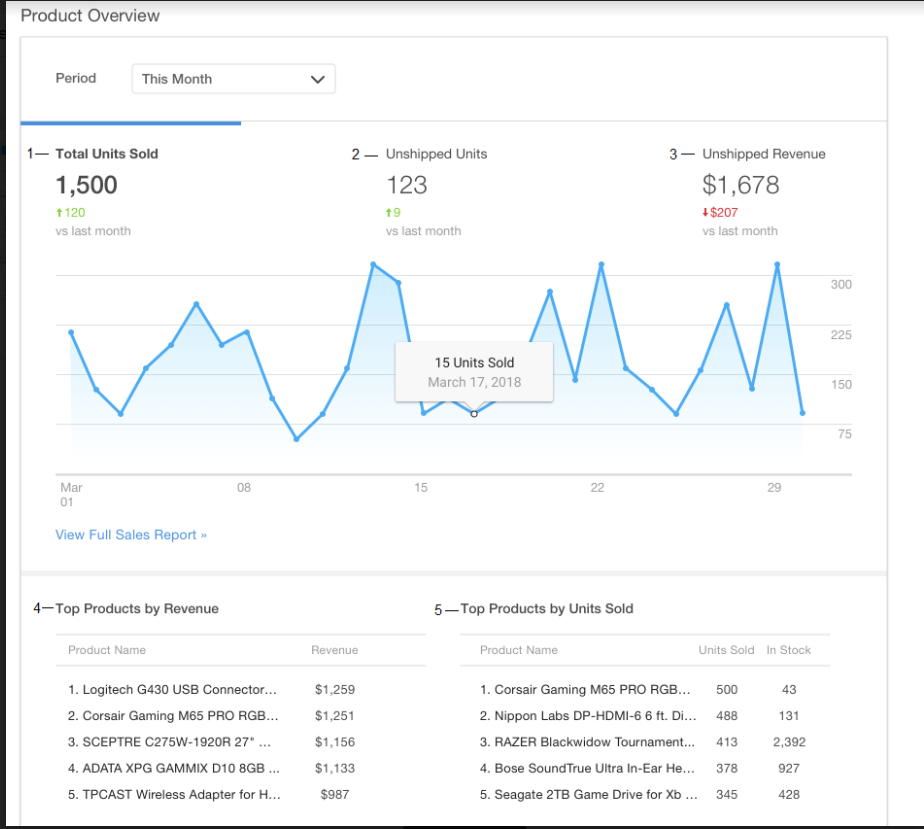 Product Overview
Period
This Month
1— Total Units Sold
1,500
⬆120
vs last month
2 — Unshipped Units
123
⬆9
vs last month
3 — Unshipped Revenue
$1,678
⬇$207
vs last month
300
225
150
75
15 Units Sold
March 17, 2018
Mar 01
08
15
22
29
View Full Sales Report »
4—Top Products by Revenue
Product Name Revenue
1. Logitech G430 USB Connector... $1,259
2. Corsair Gaming M65 PRO RGB... $1,251
3. SCEPTRE C275W-1920R 27" ... $1,156
4. ADATA XPG GAMMIX D10 8GB ... $1,133
5. TPCAST Wireless Adapter for H... $987
5—Top Products by Units Sold
Product Name Units Sold In Stock
1. Corsair Gaming M65 PRO RGB... 500 43
2. Nippon Labs DP-HDMI-6 6 ft. Di... 488 131
3. RAZER Blackwidow Tournament... 413 2,392
4. Bose SoundTrue Ultra In-Ear He... 378 927
5. Seagate 2TB Game Drive for Xb ... 345 428